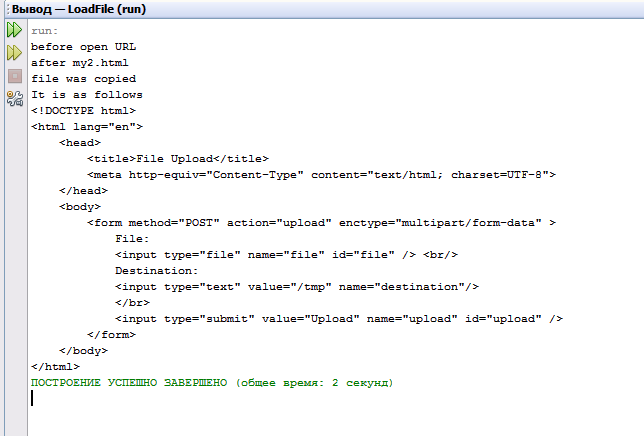 Вывод — LoadFile (run)
run:
before open URL
after my2.html
file was copied
It is as follows
<!DOCTYPE html>
<html lang="en">
    <head>
        <title>File Upload</title>
        <meta http-equiv="Content-Type" content="text/html; charset=UTF-8">
    </head>
    <body>
        <form method="POST" action="upload" enctype="multipart/form-data" >
            File:
            <input type="file" name="file" id="file" /> <br/>
            Destination:
            <input type="text" value="/tmp" name="destination"/>
            </br>
            <input type="submit" value="Upload" name="upload" id="upload" />
        </form>
    </body>
</html>
ПОСТРОЕНИЕ УСПЕШНО ЗАВЕРШЕНО (общее время: 2 секунд)